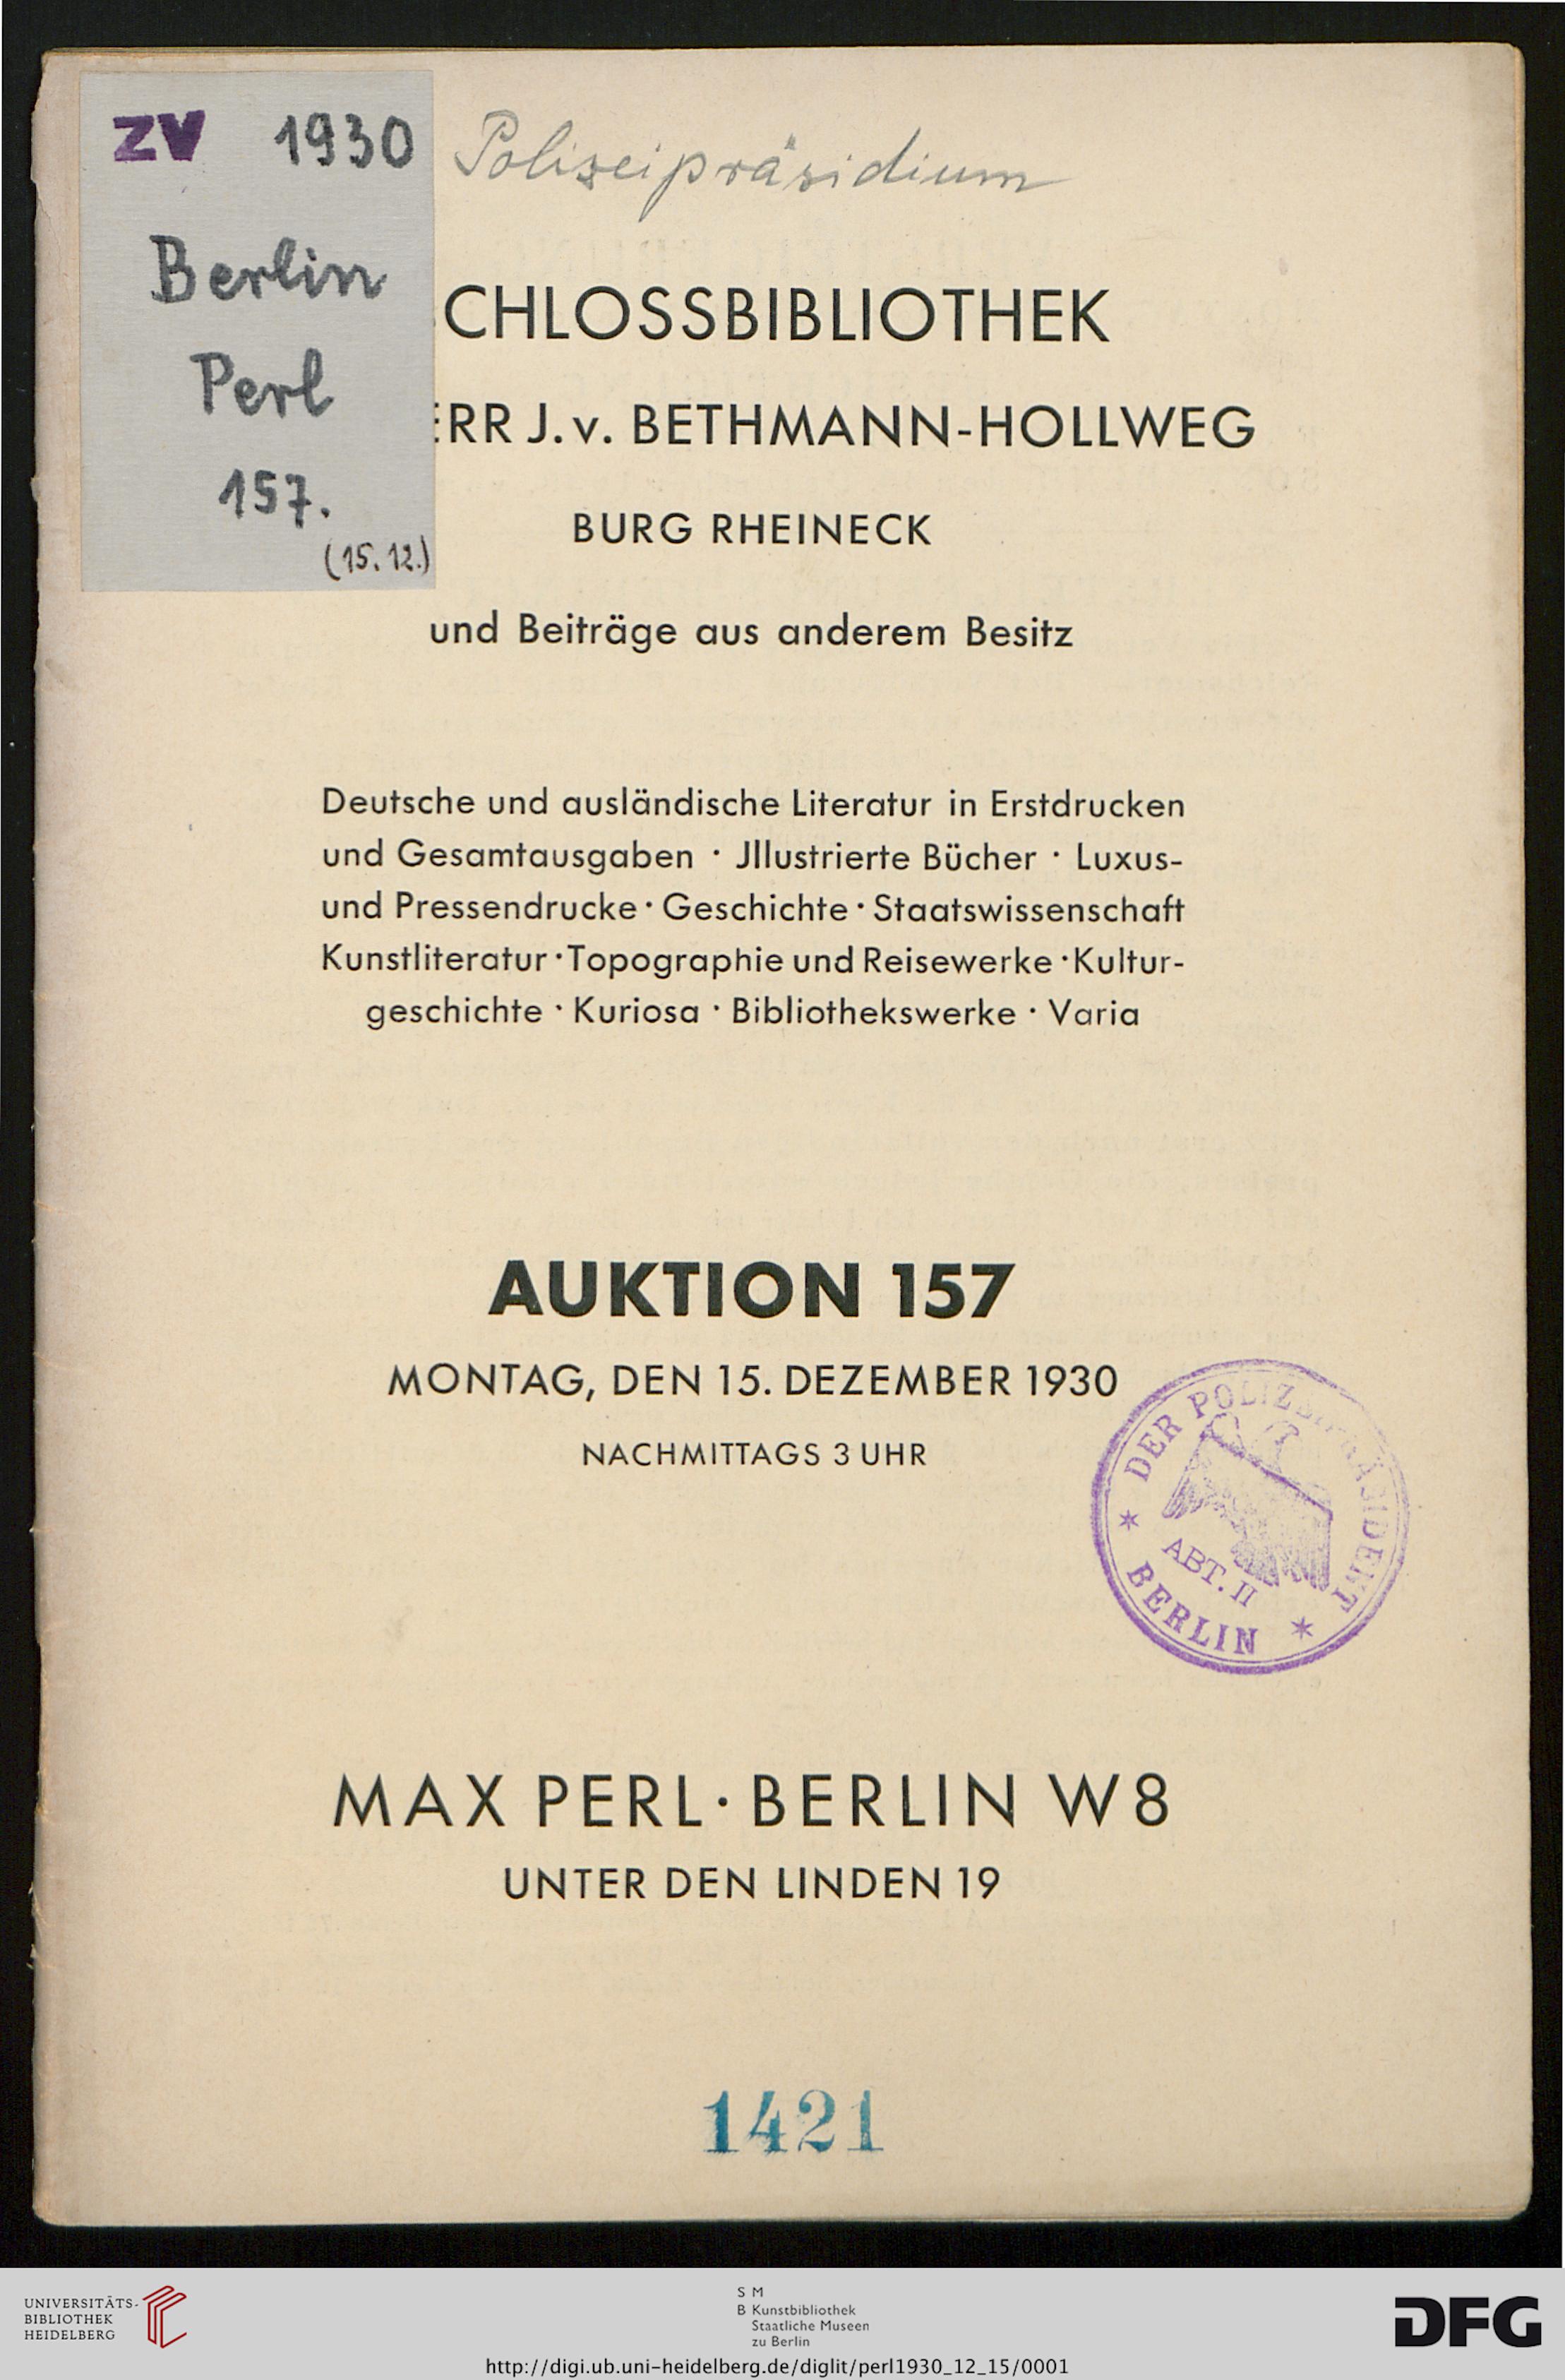 ZV 1930
Berlin
Perl
157.
(15.12.)
Polizeipräsidium
CHLOSSBIBLIOTHEK
ERR J. v. BETHMANN-HOLLWEG
BURG RHEINECK
und Beiträge aus anderem Besitz
Deutsche und ausländische Literatur in Erstdrucken
und Gesamtausgaben · Jllustrierte Bücher · Luxus-
und Pressendrucke · Geschichte · Staatswissenschaft
Kunstliteratur · Topographie und Reisewerke · Kultur-
geschichte · Kuriosa · Bibliothekswerke · Varia
AUKTION 157
MONTAG, DEN 15. DEZEMBER 1930
NACHMITTAGS 3 UHR
DER POLIZEIPRÄSIDENT
ABT. II
* BERLIN *
MAX PERL · BERLIN W 8
UNTER DEN LINDEN 19
1421
UNIVERSITÄTS-
BIBLIOTHEK
HEIDELBERG
S M
B Kunstbibliothek
Staatliche Museen
zu Berlin
DFG
http://digi.ub.uni-heidelberg.de/diglit/perl1930_12_15/0001